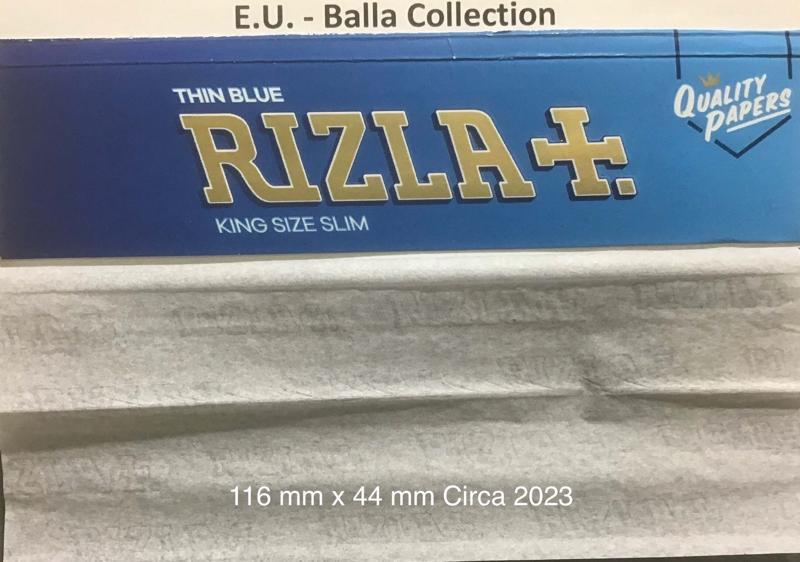 E.U. - Balla Collection
THIN BLUE
RIZLA+.
KING SIZE SLIM
QUALITY
PAPERS
116 mm x 44 mm Circa 2023